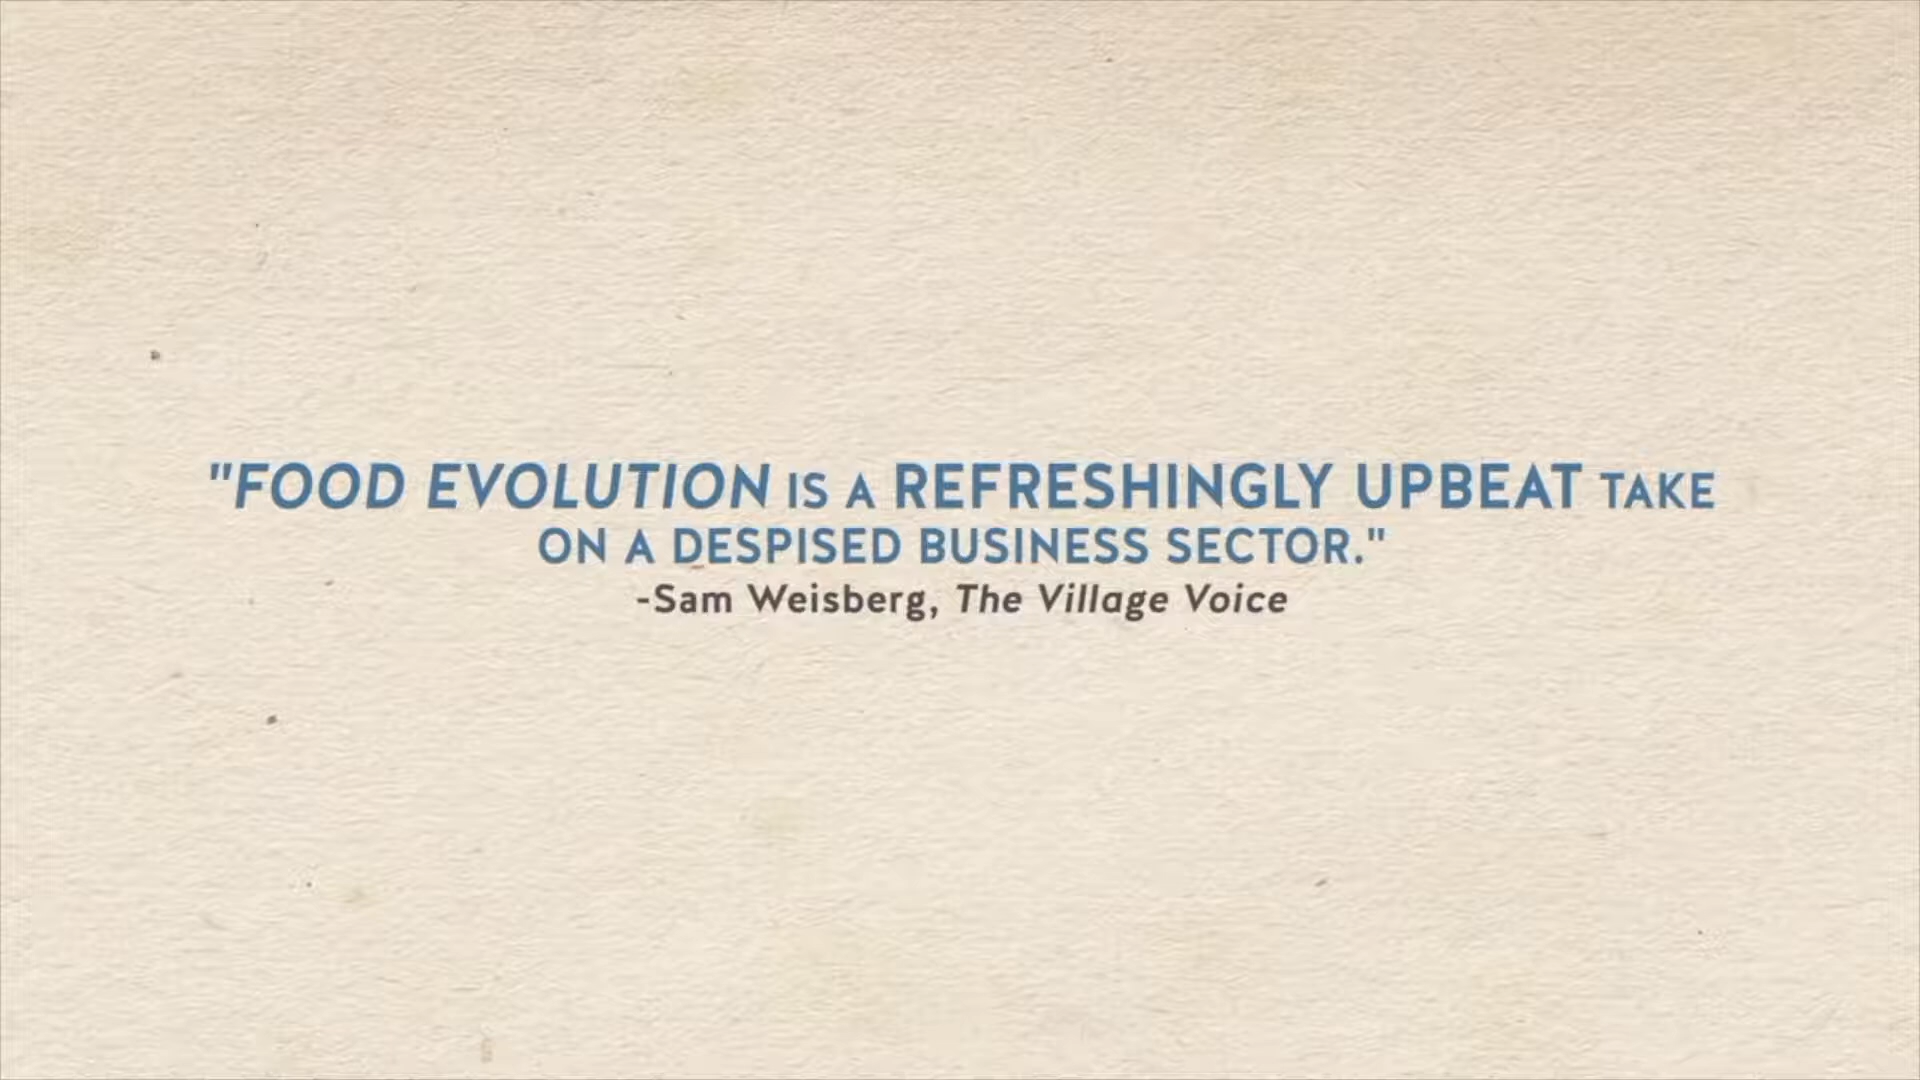 "FOOD EVOLUTION IS A REFRESHINGLY UPBEAT TAKE
ON A DESPISED BUSINESS SECTOR."
-Sam Weisberg, The Village Voice